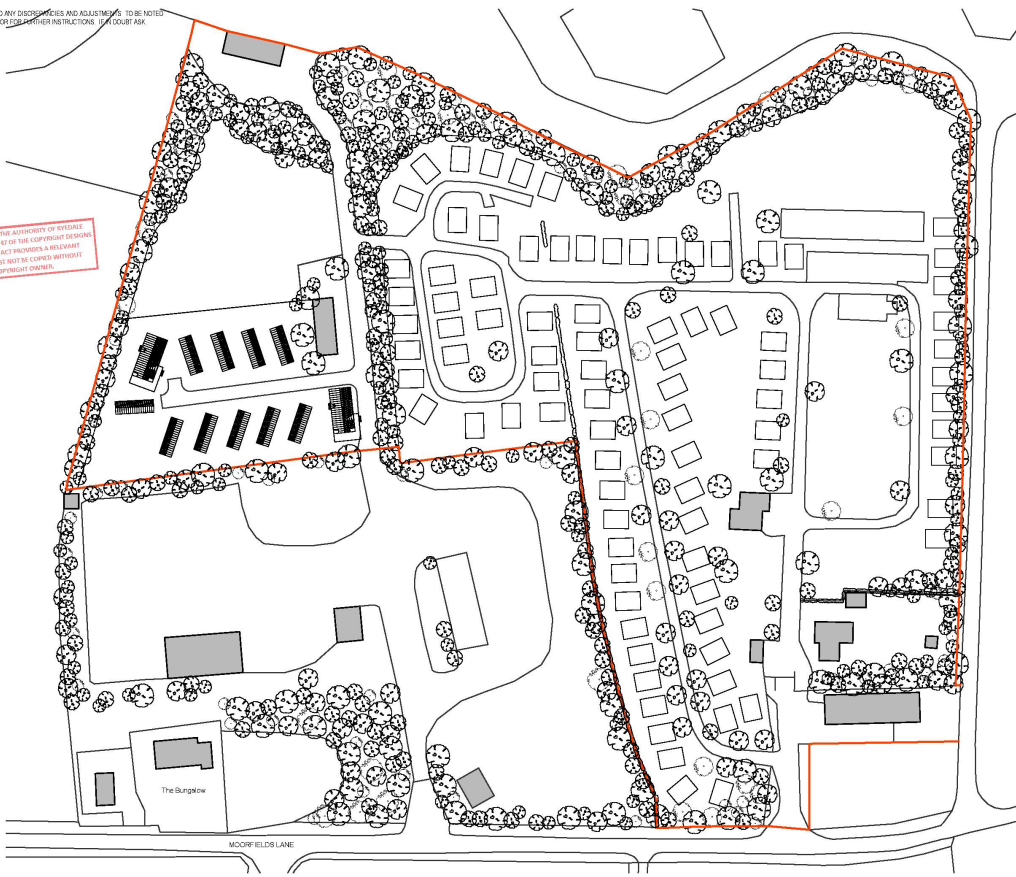 ANY DISCREPANCIES AND ADJUSTMENTS TO BE NOTED
OR FOR FURTHER INSTRUCTIONS. IF IN DOUBT ASK.
THE AUTHORITY OF RYEDALE
47 OF THE COPYRIGHT DESIGNS
ACT PROVIDES A RELEVANT
ST NOT BE COPIED WITHOUT
OPYRIGHT OWNER.
The Bungalow
MOORFIELDS LANE